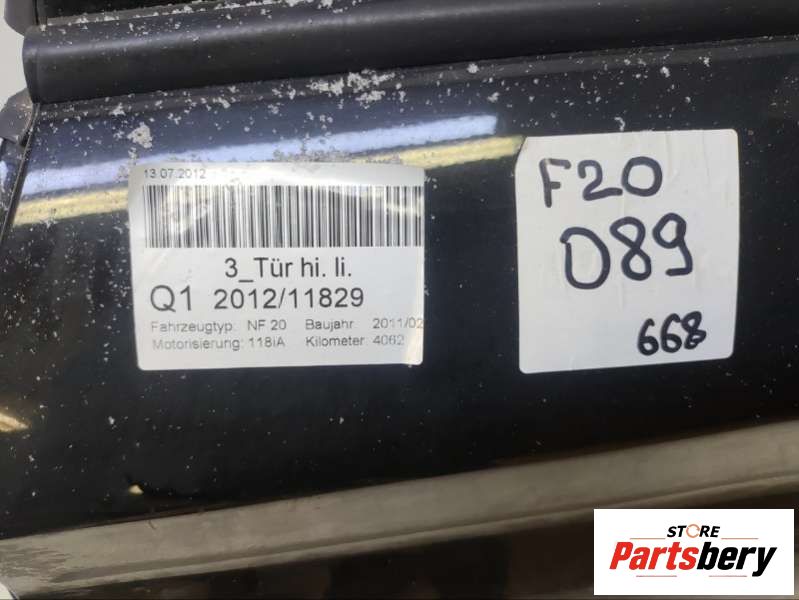 13.07.2012
3_Tür hi. li.
Q1 2012/11829
Fahrzeugtyp: NF 20 Baujahr 2011/02
Motorisierung: 118iA Kilometer 4062
F20
089
668
STORE
Partsbery